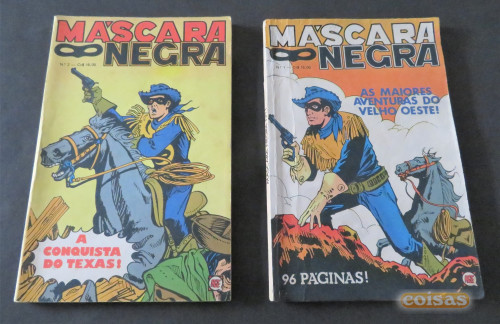 MÁSCARA
NEGRA
A
CONQUISTA
DO TEXAS!
MÁSCARA
NEGRA
AS MAIORES
AVENTURAS DO
VELHO OESTE!
96 PÁGINAS!
coisas